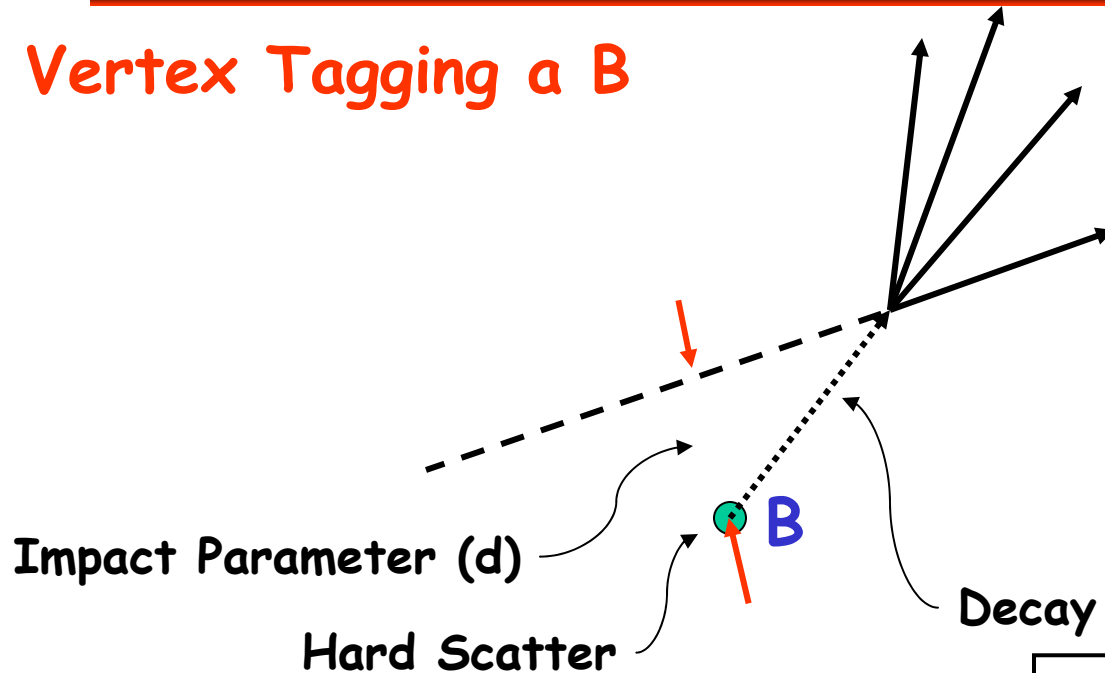 Vertex Tagging a B
B
Impact Parameter (d)
Decay
Hard Scatter